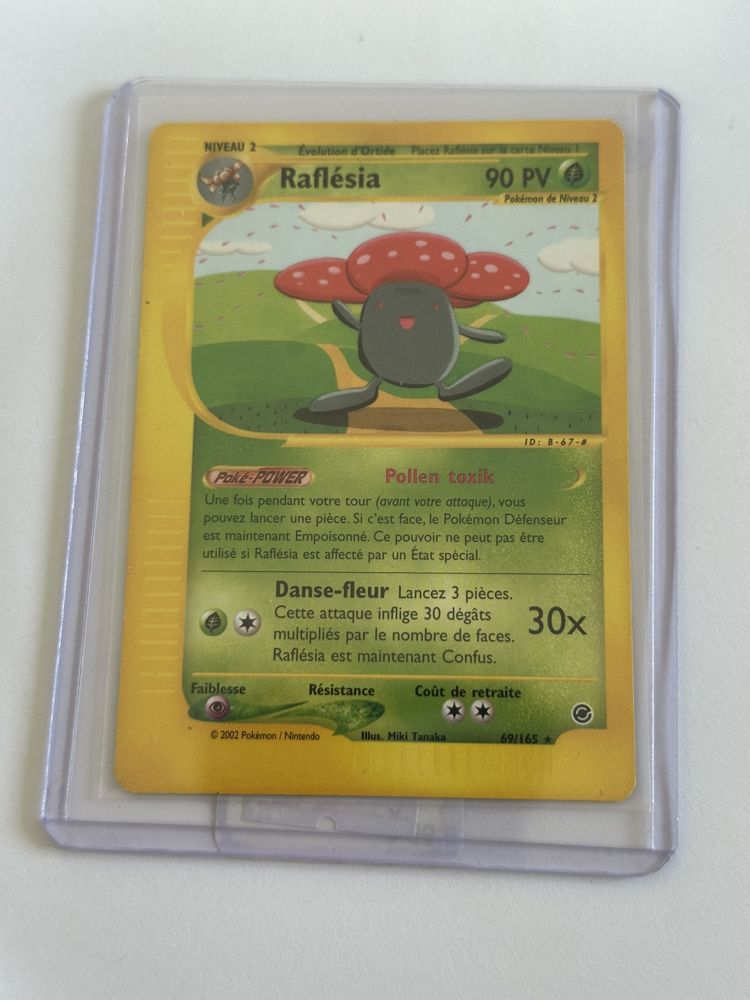 NIVEAU 2 Évolution d'Ortide Placez Raflésia sur la carte Niveau 1
Raflésia 90 PV
Pokémon de Niveau 2
ID: B-67-#
Poké-POWER Pollen toxik
Une fois pendant votre tour (avant votre attaque), vous
pouvez lancer une pièce. Si c'est face, le Pokémon Défenseur
est maintenant Empoisonné. Ce pouvoir ne peut pas être
utilisé si Raflésia est affecté par un État spécial.
Danse-fleur Lancez 3 pièces.
Cette attaque inflige 30 dégâts
multipliés par le nombre de faces.
Raflésia est maintenant Confus.
30x
Faiblesse Résistance Coût de retraite
© 2002 Pokémon / Nintendo Illus. Miki Tanaka 69/165 ★